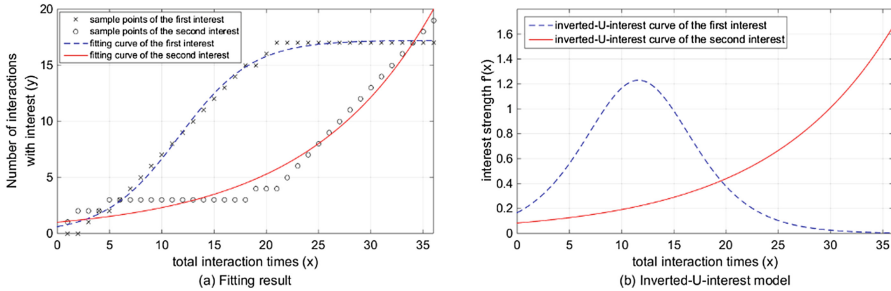 20
15
10
5
0
Number of interactions
with interest (y)
× sample points of the first interest
○ sample points of the second interest
fitting curve of the first interest
fitting curve of the second interest
0 5 10 15 20 25 30 35
total interaction times (x)
(a) Fitting result
1.8
1.6
1.4
1.2
1
0.8
0.6
0.4
0.2
0
interest strength f'(x)
inverted-U-interest curve of the first interest
inverted-U-interest curve of the second interest
0 5 10 15 20 25 30 35
total interaction times (x)
(b) Inverted-U-interest model